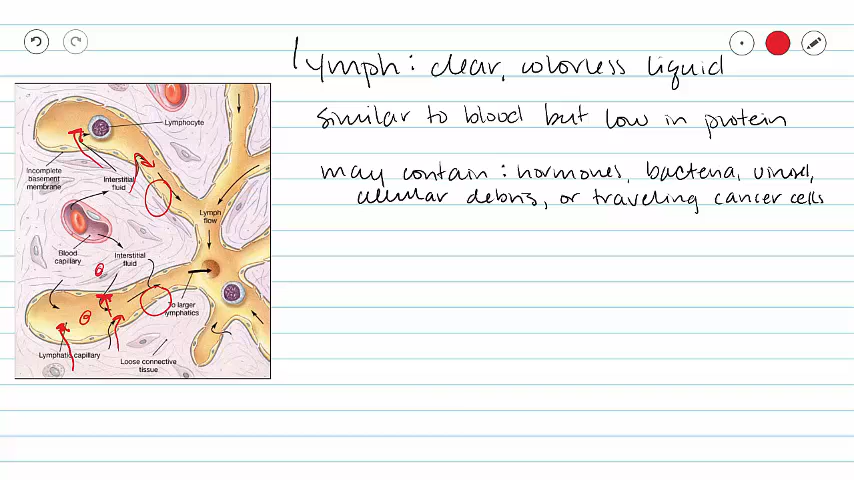 lymph: clear, colorless liquid
similar to blood but low in protein
may contain: hormones, bacteria, viruses,
cellular debris, or traveling cancer cells
Lymphocyte
Incomplete
basement
membrane
Interstitial
fluid
Lymph
flow
Blood
capillary
Interstitial
fluid
To larger
lymphatics
Lymphatic capillary
Loose connective
tissue